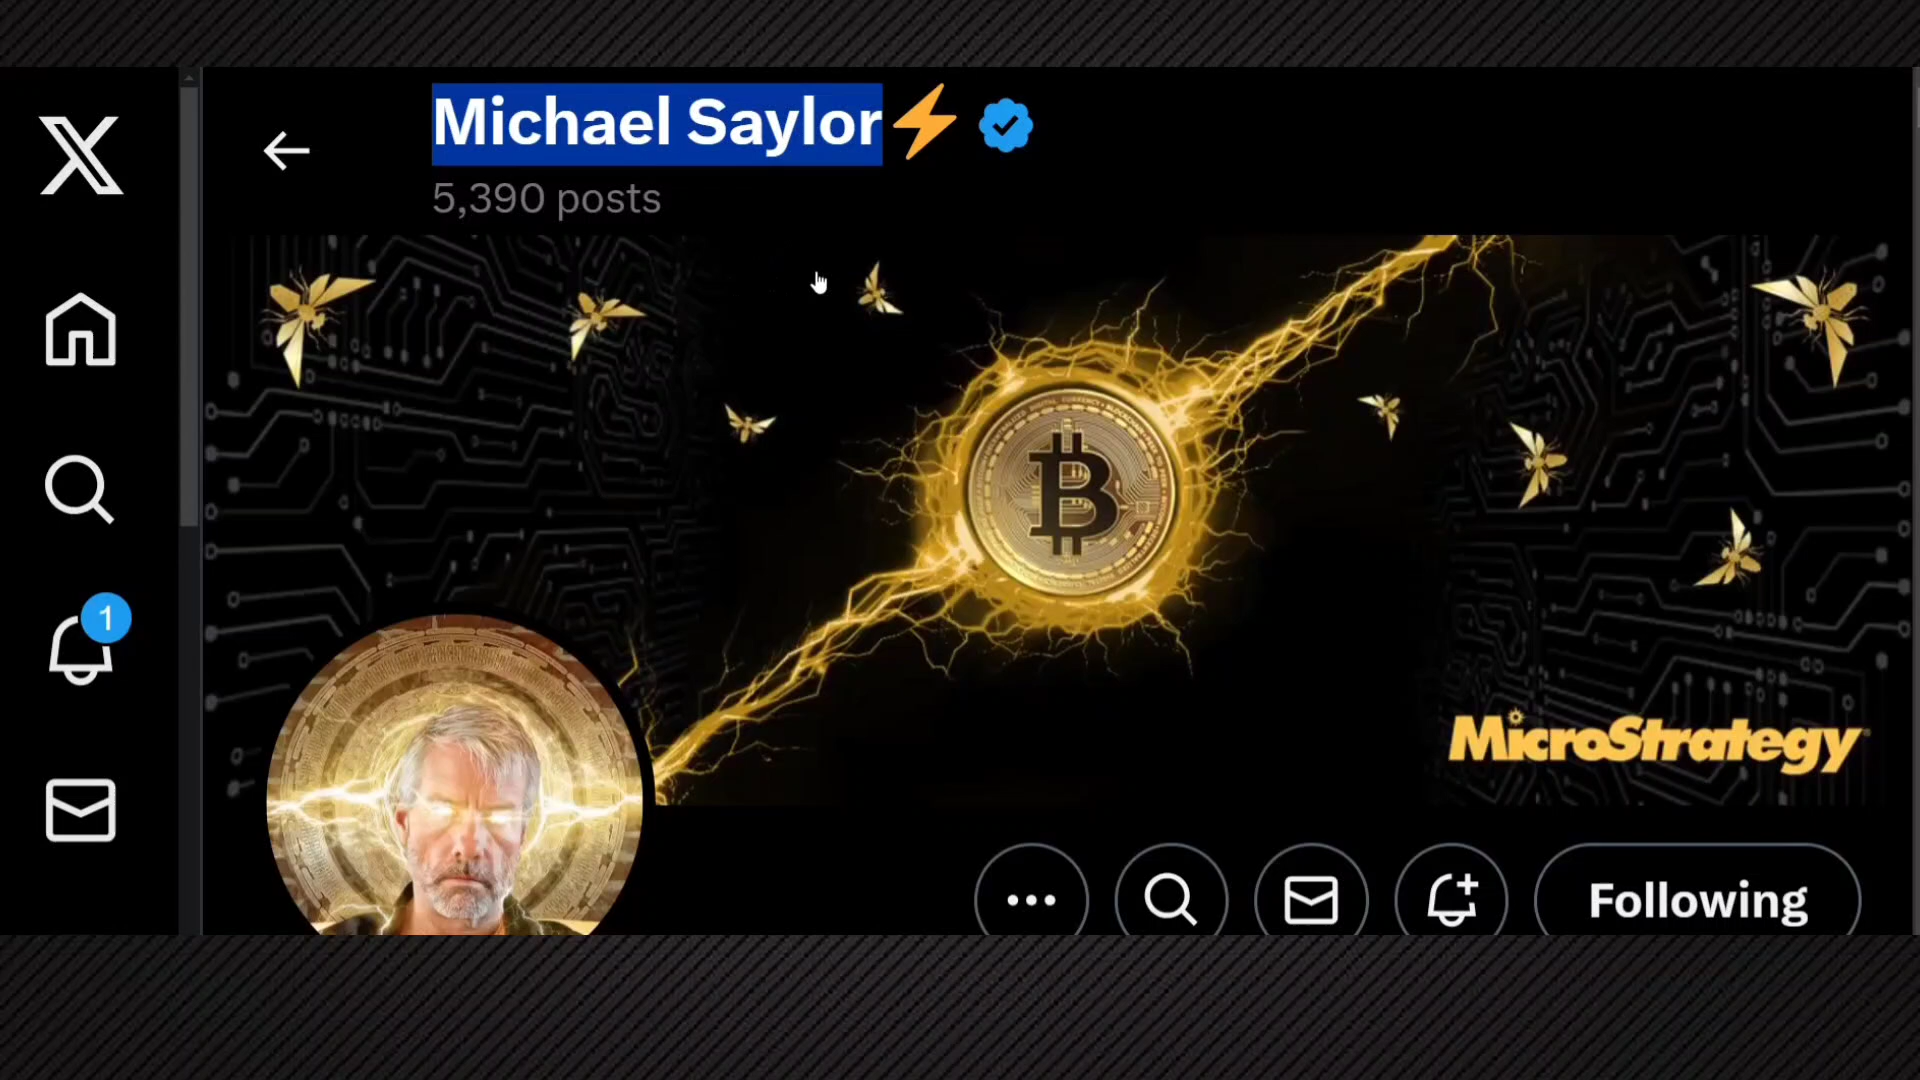 Michael Saylor⚡
5,390 posts
1
MicroStrategy
Following